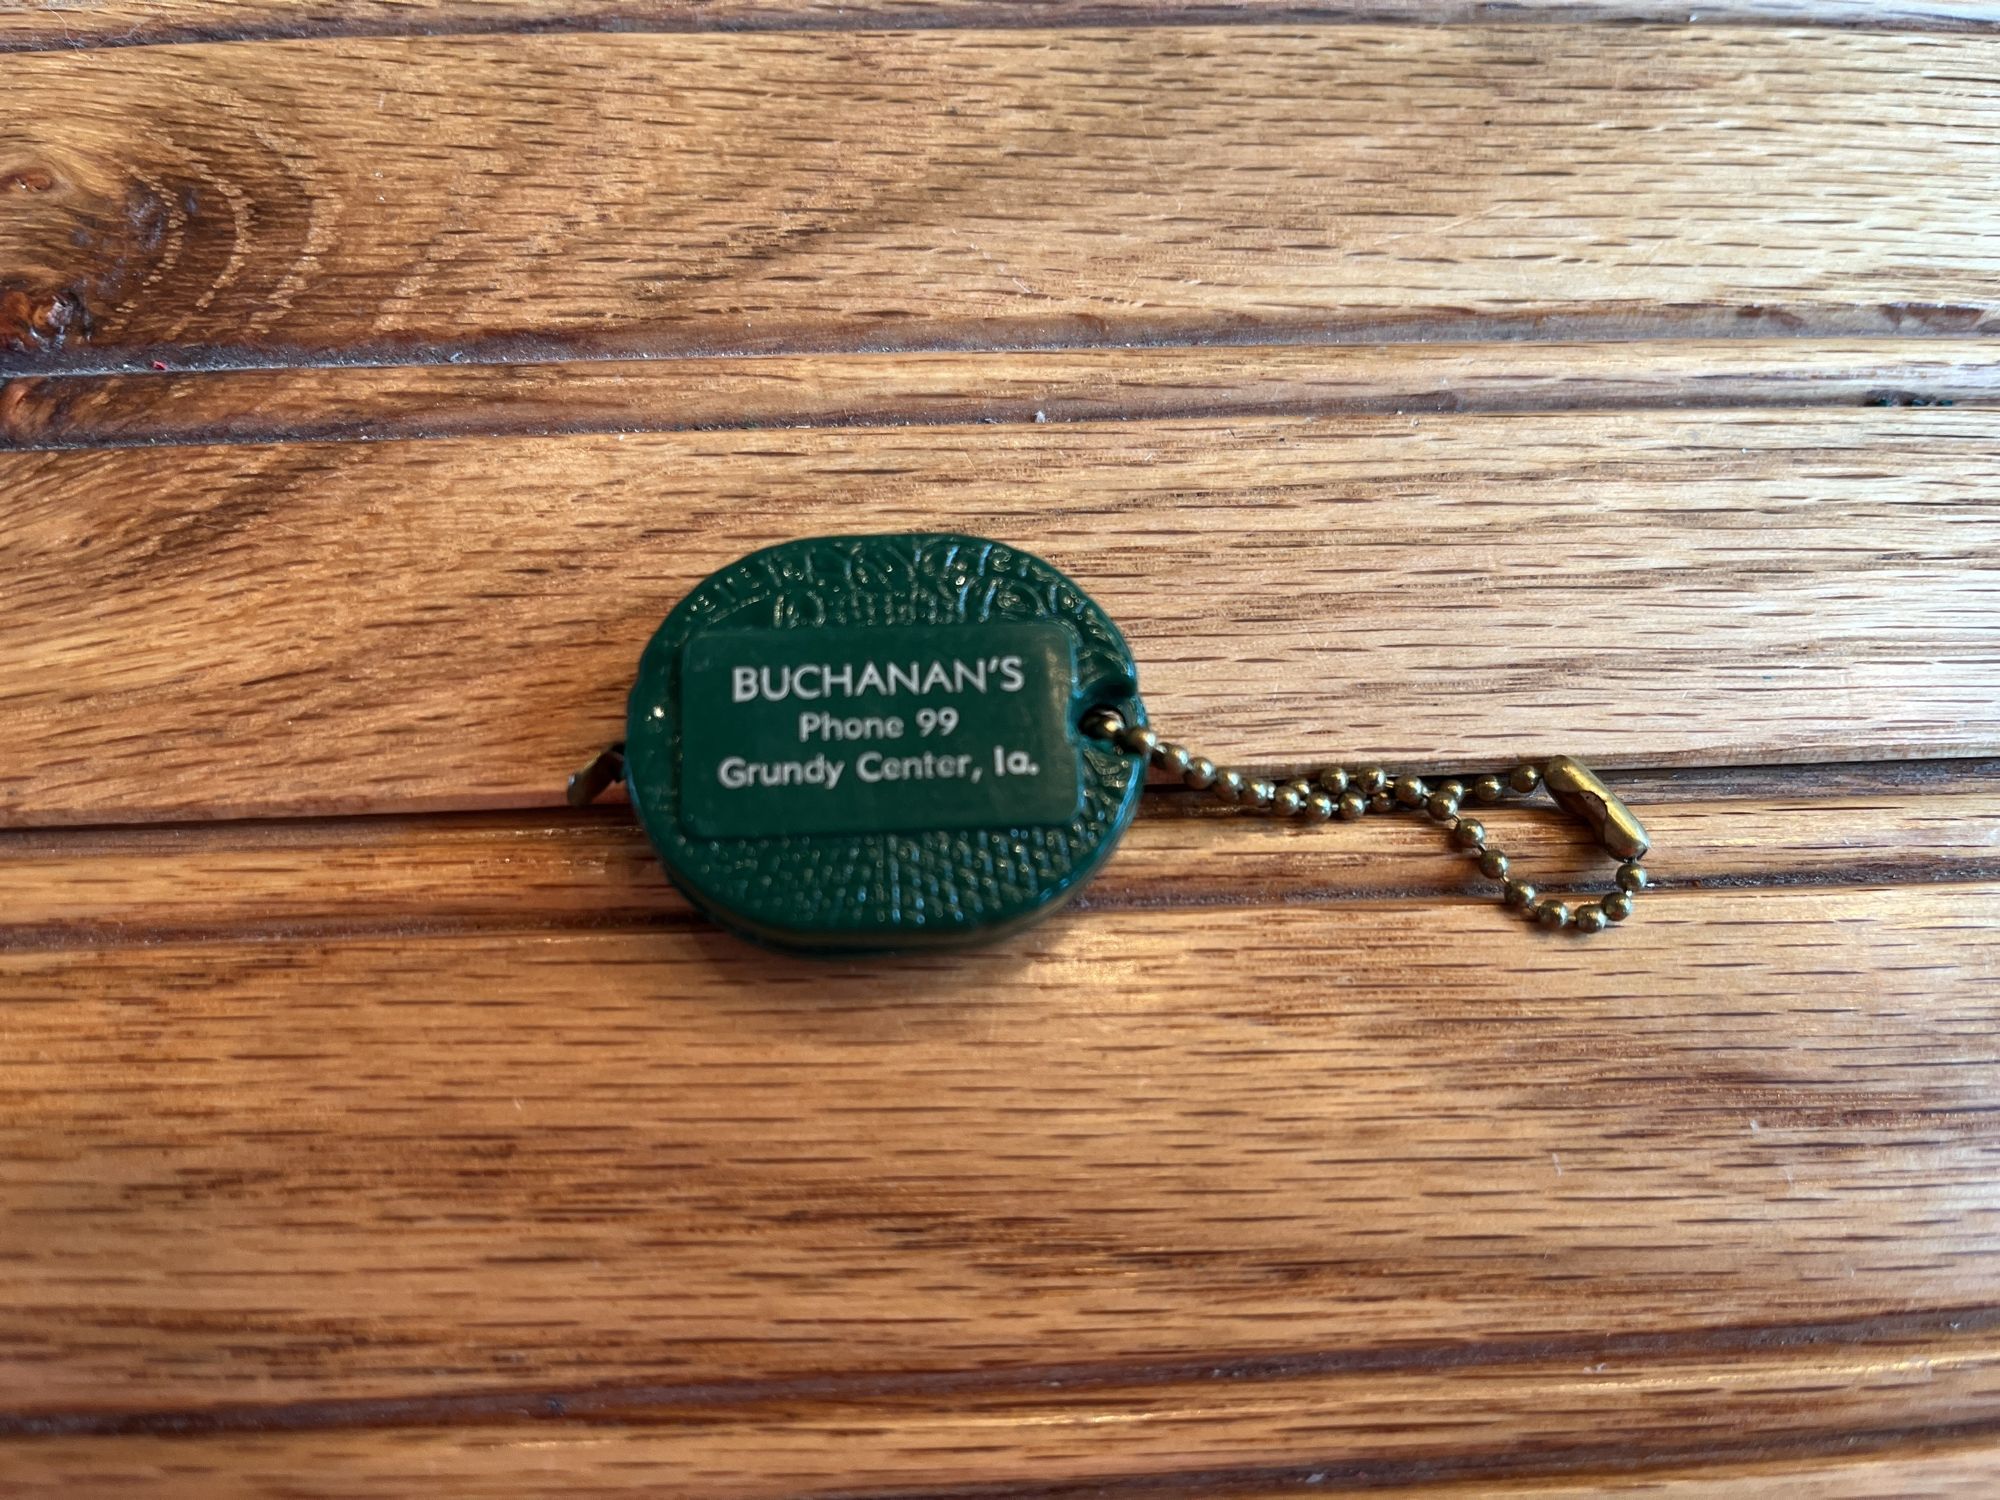 BUCHANAN'S
Phone 99
Grundy Center, Ia.